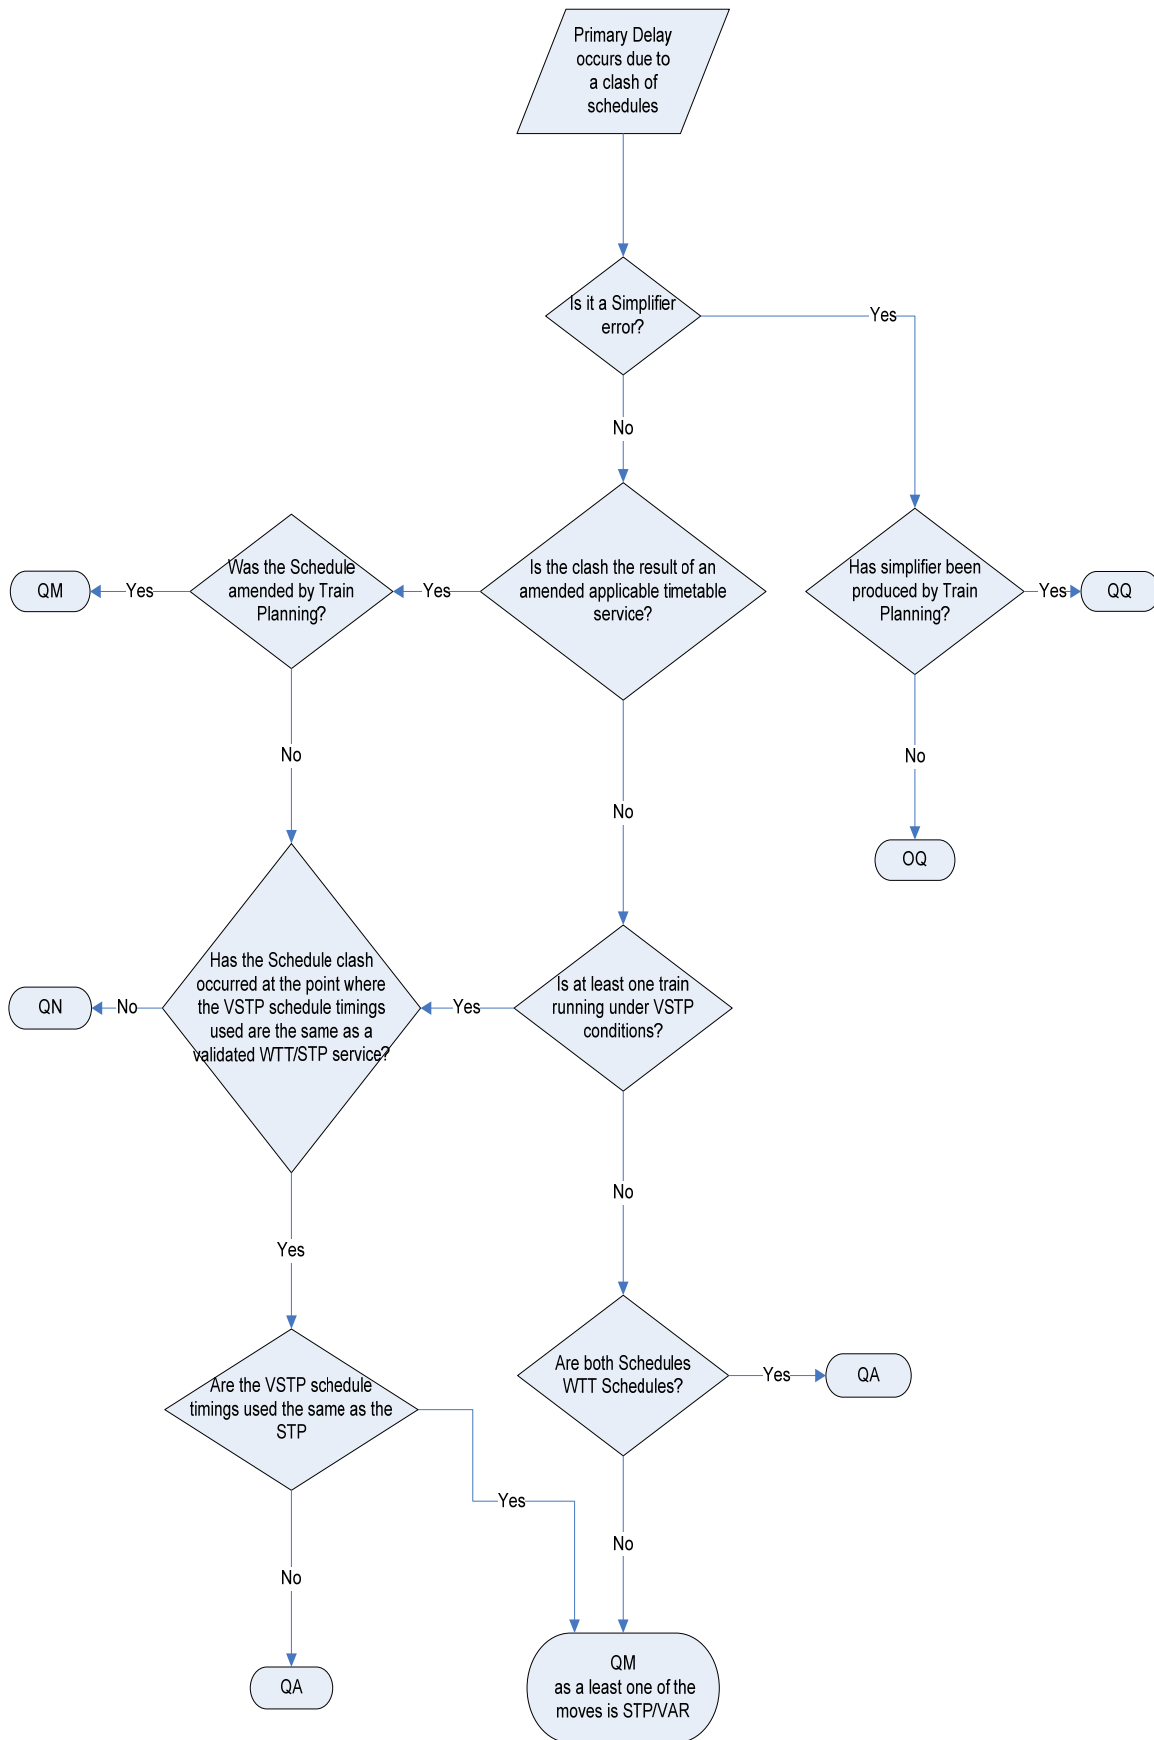 Primary Delay
occurs due to
a clash of
schedules
Is it a Simplifier
error?
Yes
No
Was the Schedule
amended by Train
Planning?
Yes
QM
Is the clash the result of an
amended applicable timetable
service?
Yes
Has simplifier been
produced by Train
Planning?
Yes
QQ
No
No
No
OQ
Has the Schedule clash
occurred at the point where
the VSTP schedule timings
used are the same as a
validated WTT/STP service?
No
QN
Is at least one train
running under VSTP
conditions?
Yes
No
Yes
Are both Schedules
WTT Schedules?
Yes
QA
Are the VSTP schedule
timings used the same as the
STP
Yes
No
No
QA
QM
as a least one of the
moves is STP/VAR